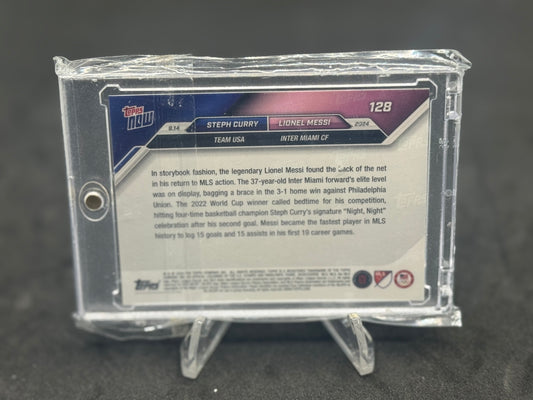 TOPPS NOW
128
9.14 STEPH CURRY LIONEL MESSI 2024
TEAM USA INTER MIAMI CF
In storybook fashion, the legendary Lionel Messi found the back of the net
in his return to MLS action. The 37-year-old Inter Miami forward's elite level
was on display, bagging a brace in the 3-1 home win against Philadelphia
Union. The 2022 World Cup winner called bedtime for his competition,
hitting four-time basketball champion Steph Curry's signature "Night, Night"
celebration after his second goal. Messi became the fastest player in MLS
history to log 15 goals and 15 assists in his first 19 career games.
TOPPS